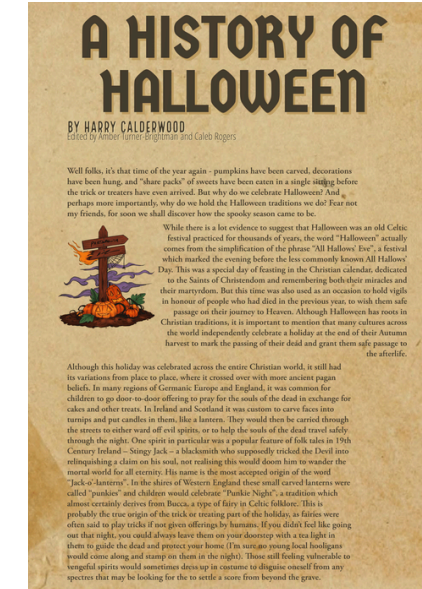 A HISTORY OF
HALLOWEEN
BY HARRY CALDERWOOD
Edited by Amber Turner-Brightman and Caleb Rogers
Well folks, it's that time of the year again - pumpkins have been carved, decorations
have been hung, and "share packs" of sweets have been eaten in a single sitting before
the trick or treaters have even arrived. But why do we celebrate Halloween? And
perhaps more importantly, why do we hold the Halloween traditions we do? Fear not
my friends, for soon we shall discover how the spooky season came to be.
While there is a lot evidence to suggest that Halloween was an old Celtic
festival practiced for thousands of years, the word "Halloween" actually
comes from the simplification of the phrase "All Hallows' Eve", a festival
which marked the evening before the less commonly known All Hallows'
Day. This was a special day of feasting in the Christian calendar, dedicated
to the Saints of Christendom and remembering both their miracles and
their martyrdom. But this time was also used as an occasion to hold vigils
in honour of people who had died in the previous year, to wish them safe
passage on their journey to Heaven. Although Halloween has roots in
Christian traditions, it is important to mention that many cultures across
the world independently celebrate a holiday at the end of their Autumn
harvest to mark the passing of their dead and grant them safe passage to
the afterlife.
Although this holiday was celebrated across the entire Christian world, it still had
its variations from place to place, where it crossed over with more ancient pagan
beliefs. In many regions of Germanic Europe and England, it was common for
children to go door-to-door offering to pray for the souls of the dead in exchange for
cakes and other treats. In Ireland and Scotland it was custom to carve faces into
turnips and put candles in them, like a lantern. They would then be carried through
the streets to either ward off evil spirits, or to help the souls of the dead travel safely
through the night. One spirit in particular was a popular feature of folk tales in 19th
Century Ireland – Stingy Jack – a blacksmith who supposedly tricked the Devil into
relinquishing a claim on his soul, not realising this would doom him to wander the
mortal world for all eternity. His name is the most accepted origin of the word
"Jack-o'-lanterns". In the shires of Western England these small carved lanterns were
called "punkies" and children would celebrate "Punkie Night", a tradition which
almost certainly derives from Bucca, a type of fairy in Celtic folklore. This is
probably the true origin of the trick or treating part of the holiday, as fairies were
often said to play tricks if not given offerings by humans. If you didn't feel like going
out that night, you could always leave them on your doorstep with a tea light in
them to guide the dead and protect your home (I'm sure no young local hooligans
would come along and stamp on them in the night). Those still feeling vulnerable to
vengeful spirits would sometimes dress up in costume to disguise oneself from any
spectres that may be looking for the to settle a score from beyond the grave.